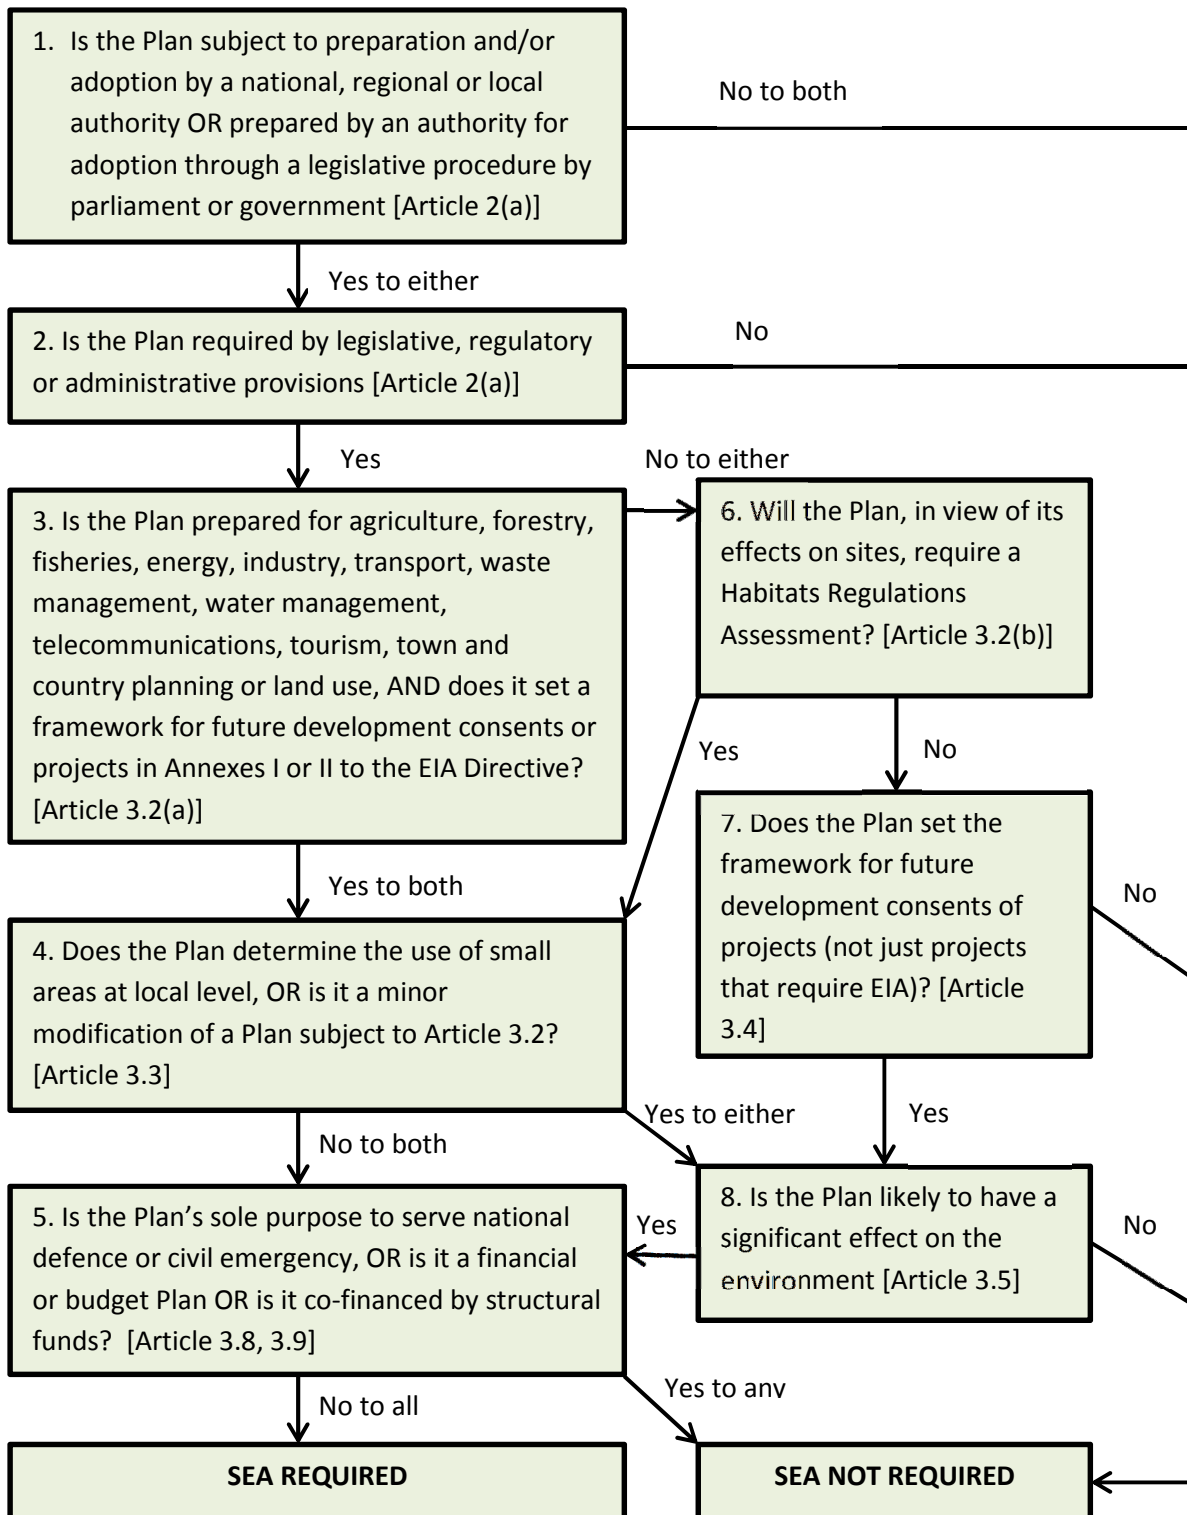 1. Is the Plan subject to preparation and/or
adoption by a national, regional or local
authority OR prepared by an authority for
adoption through a legislative procedure by
parliament or government [Article 2(a)]
No to both
Yes to either
2. Is the Plan required by legislative, regulatory
or administrative provisions [Article 2(a)]
No
Yes
No to either
3. Is the Plan prepared for agriculture, forestry,
fisheries, energy, industry, transport, waste
management, water management,
telecommunications, tourism, town and
country planning or land use, AND does it set a
framework for future development consents or
projects in Annexes I or II to the EIA Directive?
[Article 3.2(a)]
6. Will the Plan, in view of its
effects on sites, require a
Habitats Regulations
Assessment? [Article 3.2(b)]
Yes
No
Yes to both
7. Does the Plan set the
framework for future
development consents of
projects (not just projects
that require EIA)? [Article
3.4]
No
4. Does the Plan determine the use of small
areas at local level, OR is it a minor
modification of a Plan subject to Article 3.2?
[Article 3.3]
Yes to either
Yes
No to both
5. Is the Plan’s sole purpose to serve national
defence or civil emergency, OR is it a financial
or budget Plan OR is it co-financed by structural
funds?  [Article 3.8, 3.9]
Yes
8. Is the Plan likely to have a
significant effect on the
environment [Article 3.5]
No
No to all
Yes to any
SEA REQUIRED
SEA NOT REQUIRED